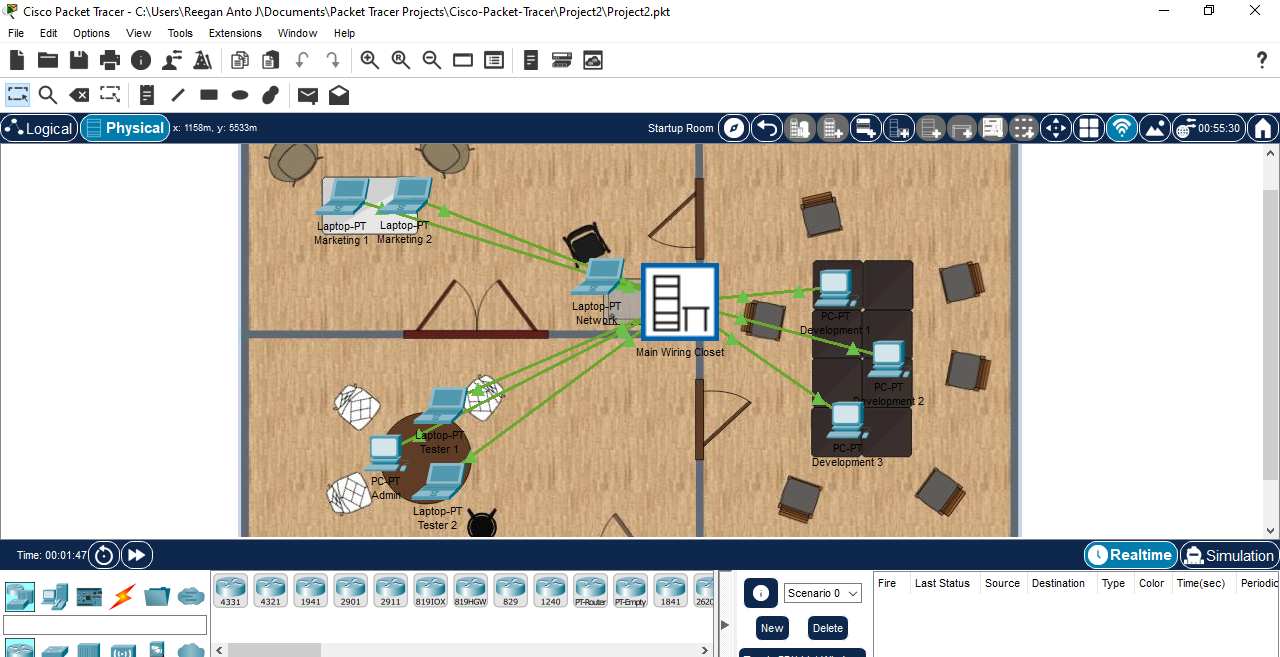 Cisco Packet Tracer - C:\Users\Reegan Anto J\Documents\Packet Tracer Projects\Cisco-Packet-Tracer\Project2\Project2.pkt
File Edit Options View Tools Extensions Window Help
Logical Physical x: 1158m, y: 5533m Startup Room 00:55:30
Laptop-PT
Marketing 1
Laptop-PT
Marketing 2
Laptop-PT
Network
Main Wiring Closet
PC-PT
Development 1
PC-PT
Development 2
PC-PT
Development 3
Laptop-PT
Tester 1
PC-PT
Admin
Laptop-PT
Tester 2
Time: 00:01:47 Realtime Simulation
4331 4321 1941 2901 2911 819IOX 819HGW 829 1240 PT-Router PT-Empty 1841 2620
Scenario 0
New Delete
Fire Last Status Source Destination Type Color Time(sec) Periodic